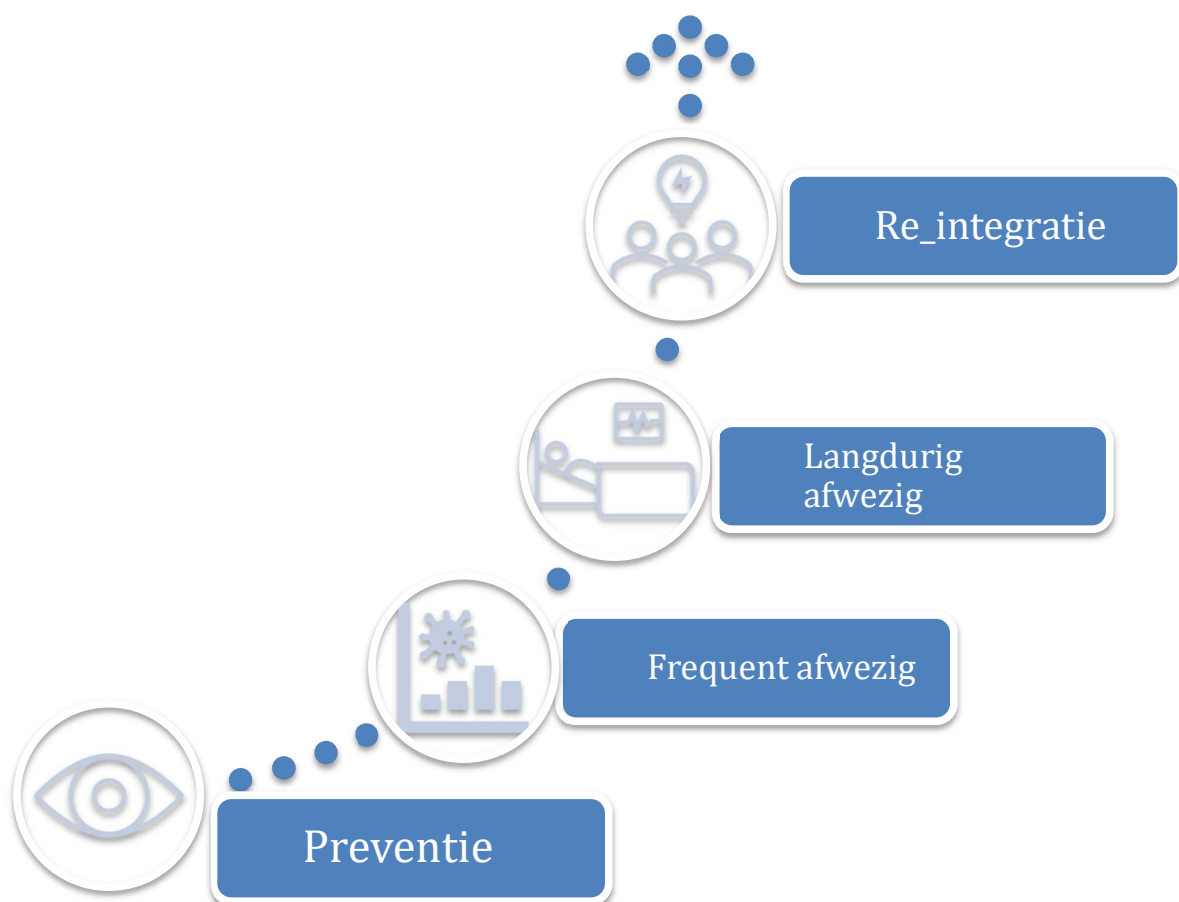 Re_integratie
Langdurig
afwezig
Frequent afwezig
Preventie